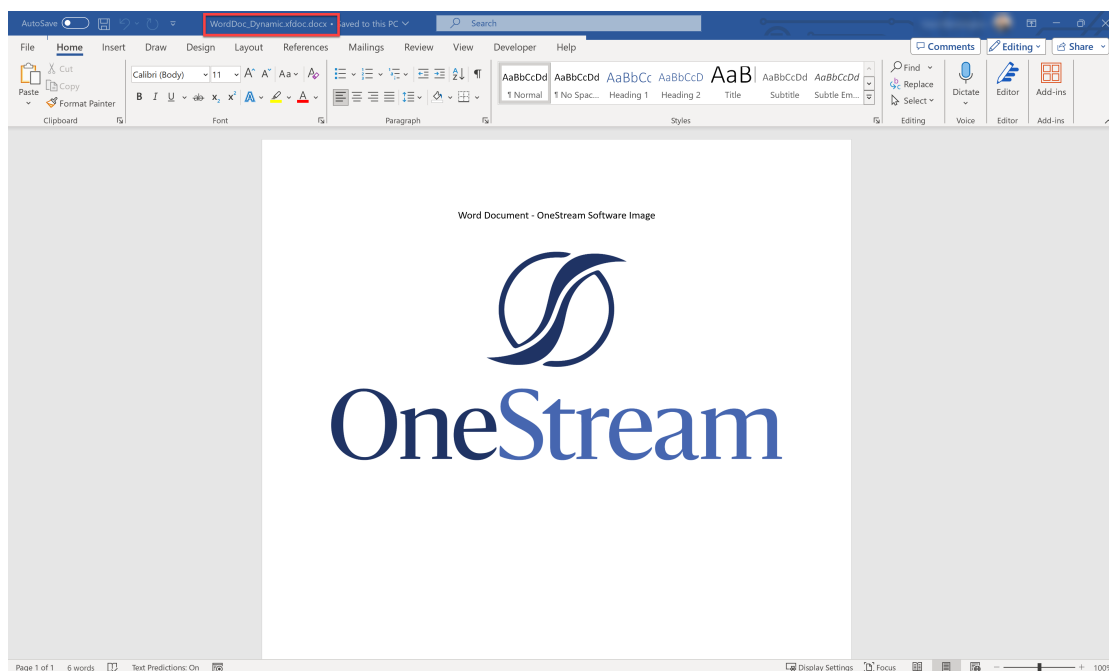 AutoSave WordDoc_Dynamic.xfdoc.docx • Saved to this PC Search
File Home Insert Draw Design Layout References Mailings Review View Developer Help Comments Editing Share
Paste Cut Copy Format Painter
Calibri (Body) 11
AaBbCcDd AaBbCcDd AaBbCc AaBbCcD AaB AaBbCcDd AaBbCcDd
¶ Normal ¶ No Spac... Heading 1 Heading 2 Title Subtitle Subtle Em...
Find Replace Select Dictate Editor Add-ins
Clipboard Font Paragraph Styles Editing Voice Editor Add-ins
Word Document - OneStream Software Image
OneStream
Page 1 of 1 6 words Text Predictions: On Display Settings Focus